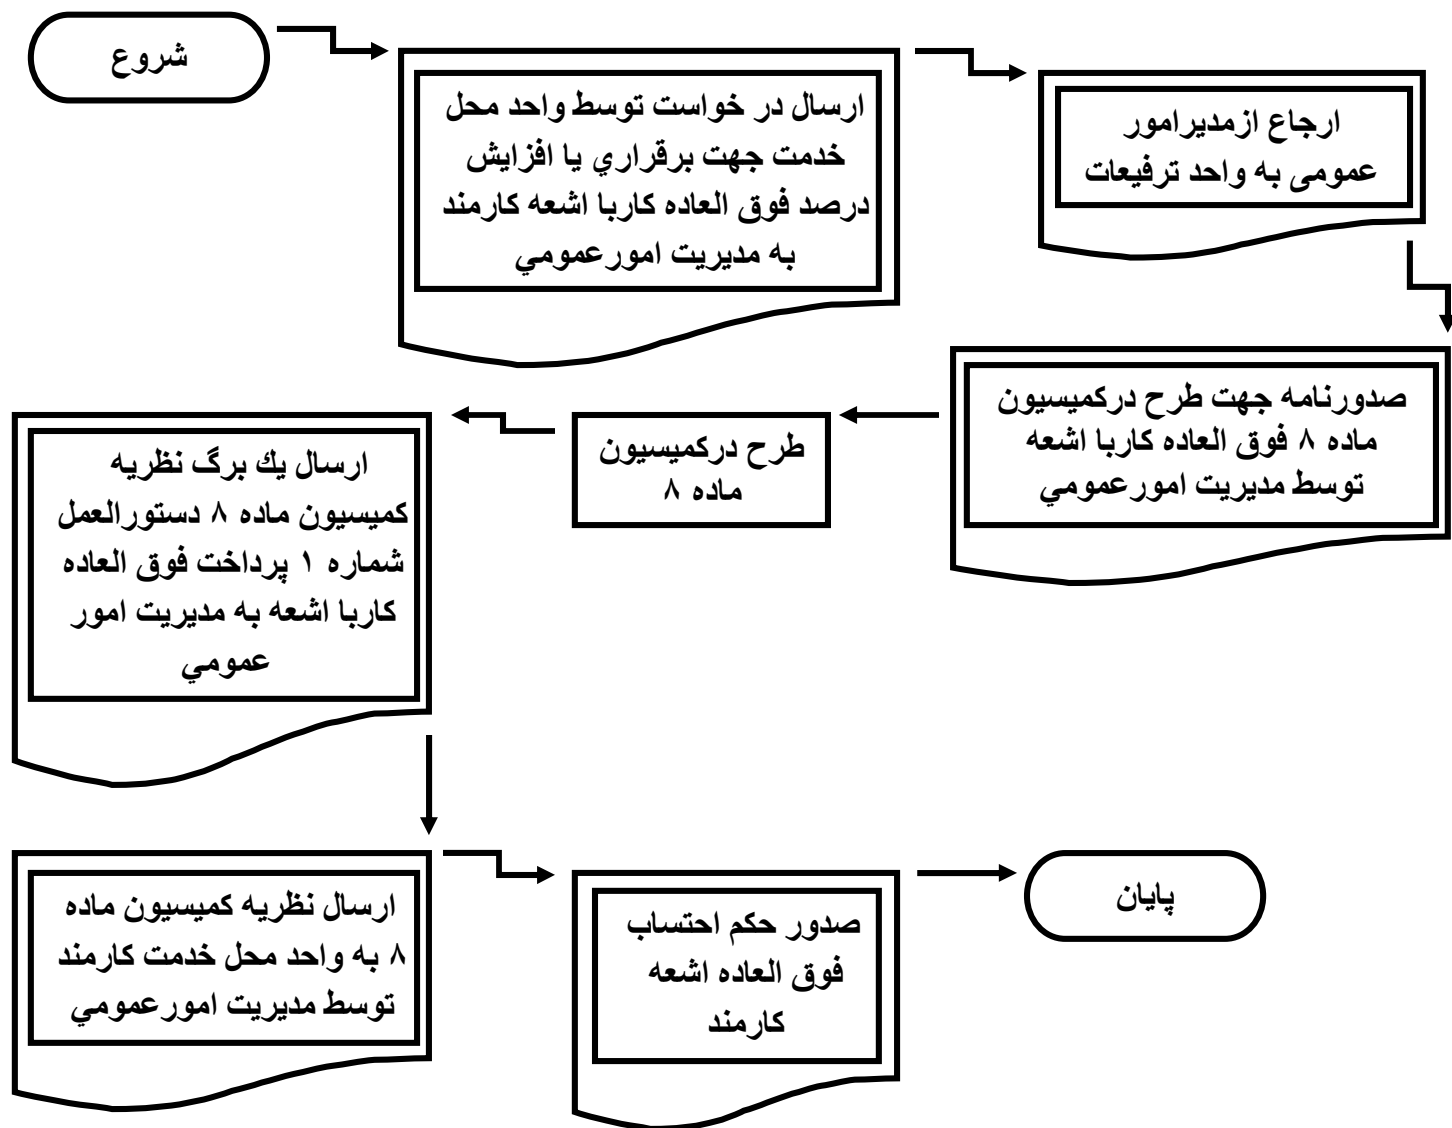 شروع
ارسال در خواست توسط واحد محل
خدمت جهت برقراري يا افزايش
درصد فوق العاده كاربا اشعه كارمند
به مديريت امورعمومي
ارجاع ازمدیرامور
عمومی به واحد ترفیعات
صدورنامه جهت طرح دركميسيون
ماده ۸ فوق العاده كاربا اشعه
توسط مديريت امورعمومي
طرح دركميسيون
ماده ۸
ارسال يك برگ نظريه
كميسيون ماده ۸ دستورالعمل
شماره ۱ پرداخت فوق العاده
كاربا اشعه به مديريت امور
عمومي
ارسال نظريه كميسيون ماده
۸ به واحد محل خدمت كارمند
توسط مديريت امورعمومي
صدور حكم احتساب
فوق العاده اشعه
كارمند
پایان